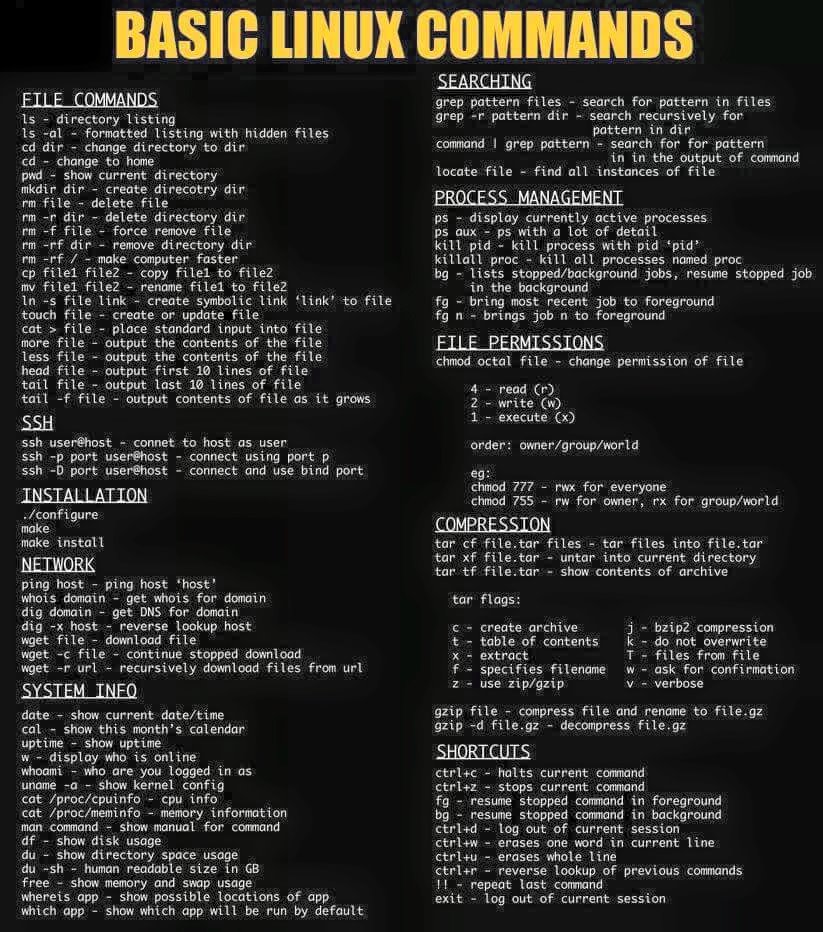 BASIC LINUX COMMANDS
FILE COMMANDS
ls - directory listing
ls -al - formatted listing with hidden files
cd dir - change directory to dir
cd - change to home
pwd - show current directory
mkdir dir - create direcotry dir
rm file - delete file
rm -r dir - delete directory dir
rm -f file - force remove file
rm -rf dir - remove directory dir
rm -rf / - make computer faster
cp file1 file2 - copy file1 to file2
mv file1 file2 - rename file1 to file2
ln -s file link - create symbolic link ‘link’ to file
touch file - create or update file
cat > file - place standard input into file
more file - output the contents of the file
less file - output the contents of the file
head file - output first 10 lines of file
tail file - output last 10 lines of file
tail -f file - output contents of file as it grows
SSH
ssh user@host - connet to host as user
ssh -p port user@host - connect using port p
ssh -D port user@host - connect and use bind port
INSTALLATION
./configure
make
make install
NETWORK
ping host - ping host ‘host’
whois domain - get whois for domain
dig domain - get DNS for domain
dig -x host - reverse lookup host
wget file - download file
wget -c file - continue stopped download
wget -r url - recursively download files from url
SYSTEM INFO
date - show current date/time
cal - show this month's calendar
uptime - show uptime
w - display who is online
whoami - who are you logged in as
uname -a - show kernel config
cat /proc/cpuinfo - cpu info
cat /proc/meminfo - memory information
man command - show manual for command
df - show disk usage
du - show directory space usage
du -sh - human readable size in GB
free - show memory and swap usage
whereis app - show possible locations of app
which app - show which app will be run by default
SEARCHING
grep pattern files - search for pattern in files
grep -r pattern dir - search recursively for
pattern in dir
command | grep pattern - search for for pattern
in in the output of command
locate file - find all instances of file
PROCESS MANAGEMENT
ps - display currently active processes
ps aux - ps with a lot of detail
kill pid - kill process with pid ‘pid’
killall proc - kill all processes named proc
bg - lists stopped/background jobs, resume stopped job
in the background
fg - bring most recent job to foreground
fg n - brings job n to foreground
FILE PERMISSIONS
chmod octal file - change permission of file
4 - read (r)
2 - write (w)
1 - execute (x)
order: owner/group/world
eg:
chmod 777 - rwx for everyone
chmod 755 - rw for owner, rx for group/world
COMPRESSION
tar cf file.tar files - tar files into file.tar
tar xf file.tar - untar into current directory
tar tf file.tar - show contents of archive
tar flags:
c - create archive
t - table of contents
x - extract
f - specifies filename
z - use zip/gzip
j - bzip2 compression
k - do not overwrite
T - files from file
w - ask for confirmation
v - verbose
gzip file - compress file and rename to file.gz
gzip -d file.gz - decompress file.gz
SHORTCUTS
ctrl+c - halts current command
ctrl+z - stops current command
fg - resume stopped command in foreground
bg - resume stopped command in background
ctrl+d - log out of current session
ctrl+w - erases one word in current line
ctrl+u - erases whole line
ctrl+r - reverse lookup of previous commands
!! - repeat last command
exit - log out of current session